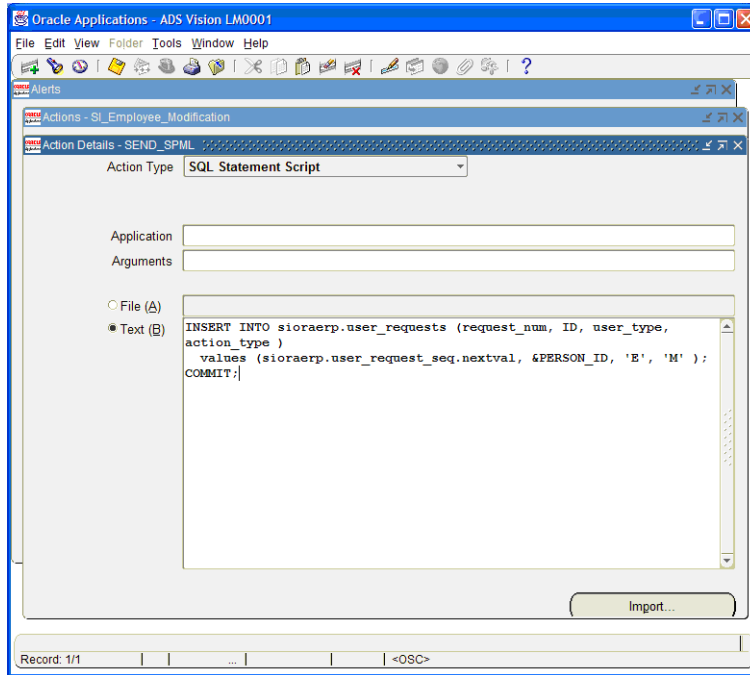 Oracle Applications - ADS Vision LM0001
File Edit View Folder Tools Window Help
Alerts
Actions - SI_Employee_Modification
Action Details - SEND_SPML
Action Type SQL Statement Script
Application
Arguments
File (A)
Text (B)
INSERT INTO sioraerp.user_requests (request_num, ID, user_type,
action_type )
values (sioraerp.user_request_seq.nextval, &PERSON_ID, 'E', 'M' );
COMMIT;
Import...
Record: 1/1 ... <OSC>